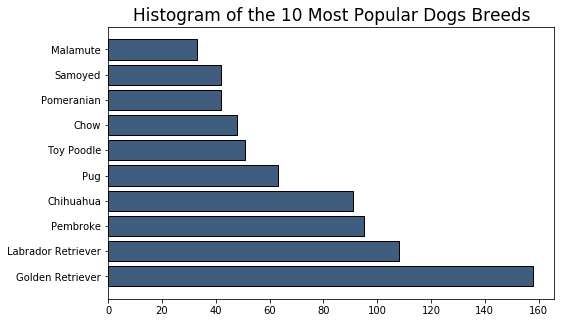 Histogram of the 10 Most Popular Dogs Breeds
Malamute
Samoyed
Pomeranian
Chow
Toy Poodle
Pug
Chihuahua
Pembroke
Labrador Retriever
Golden Retriever
0 20 40 60 80 100 120 140 160